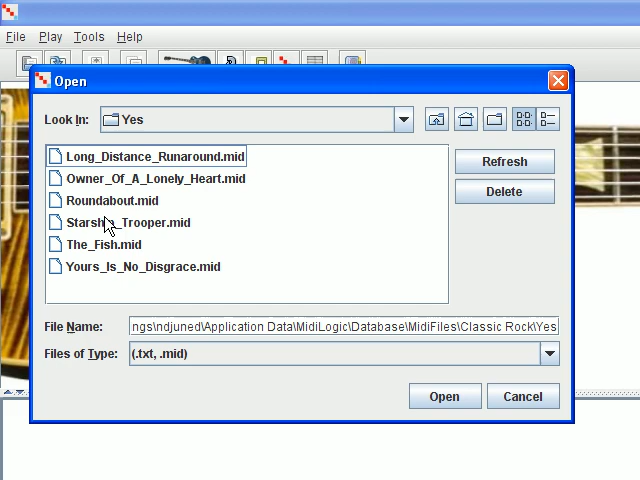 File Play Tools Help
Open
Look In: Yes
Long_Distance_Runaround.mid
Owner_Of_A_Lonely_Heart.mid
Roundabout.mid
_Trooper.mid
The_Fish.mid
Yours_Is_No_Disgrace.mid
Refresh
Delete
File Name: ngs\ndjuned\Application Data\MidiLogic\Database\MidiFiles\Classic Rock\Yes
Files of Type: (.txt, .mid)
Open Cancel